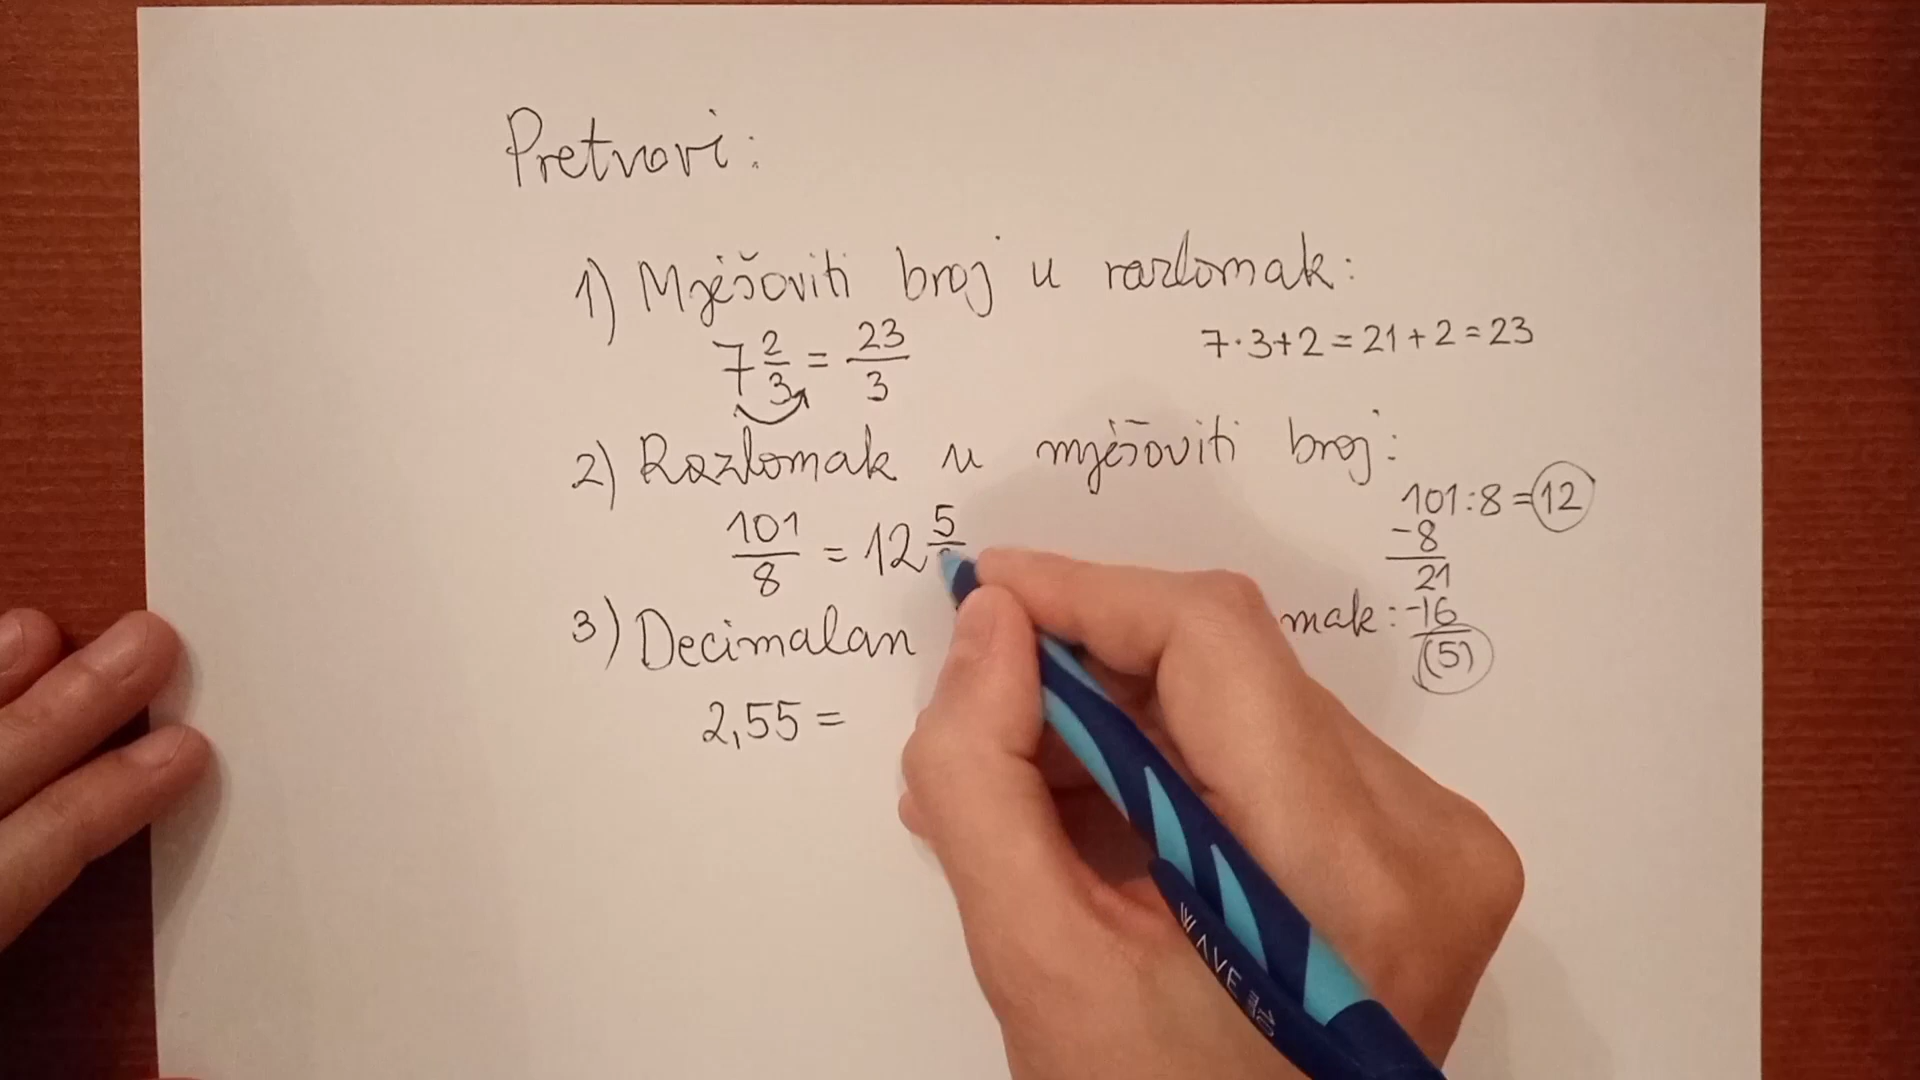 Pretvori:
1) Mješoviti broj u razlomak:
7 2/3 = 23/3
7·3+2=21+2=23
2) Razlomak u mješoviti broj:
101/8 = 12 5/
101:8=12
-8
21
-16
(5)
3) Decimalan mak:
2,55=
WAVE